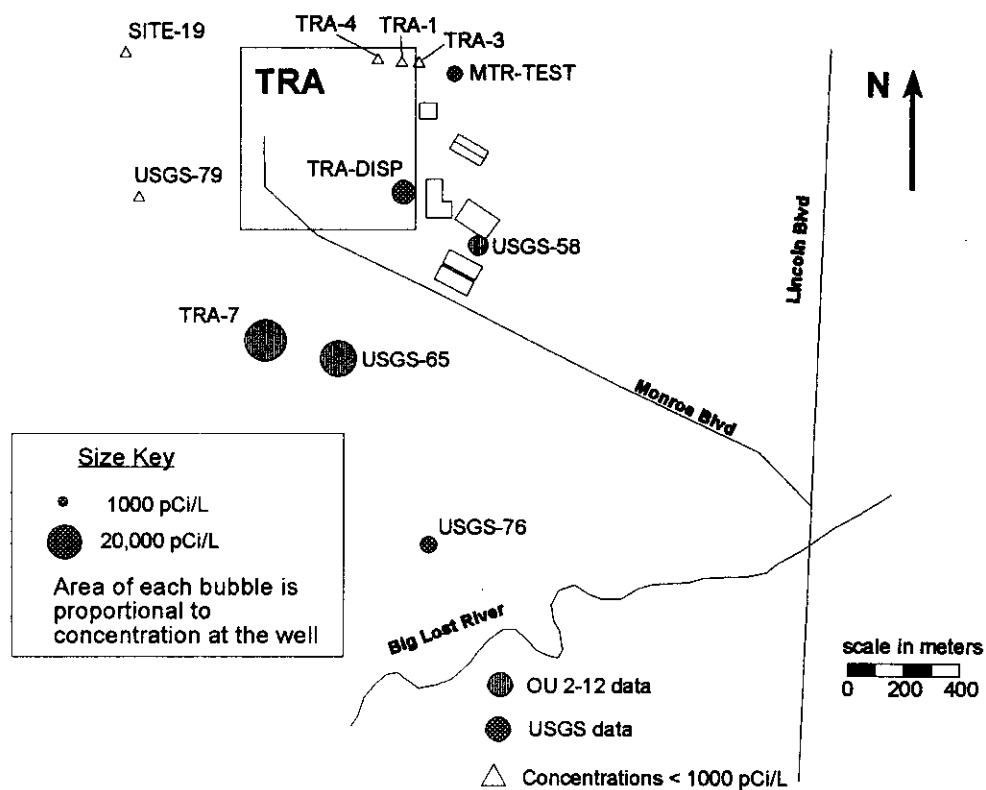 SITE-19
TRA-4
TRA-1
TRA-3
TRA
MTR-TEST
N
USGS-79
TRA-DISP
USGS-58
Lincoln Blvd
TRA-7
USGS-65
Monroe Blvd
Size Key
1000 pCi/L
20,000 pCi/L
Area of each bubble is
proportional to
concentration at the well
USGS-76
Big Lost River
scale in meters
0 200 400
OU 2-12 data
USGS data
Concentrations < 1000 pCi/L